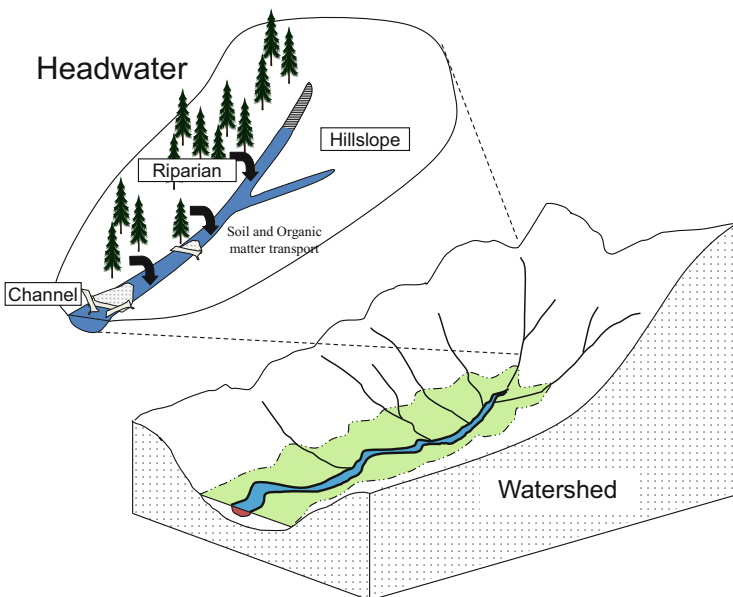 Headwater
Hillslope
Riparian
Soil and Organic
matter transport
Channel
Watershed